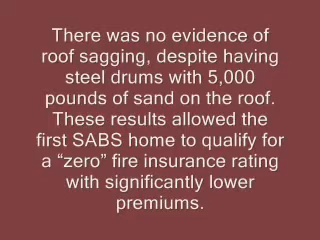 There was no evidence of
roof sagging, despite having
steel drums with 5,000
pounds of sand on the roof.
These results allowed the
first SABS home to qualify for
a “zero” fire insurance rating
with significantly lower
premiums.